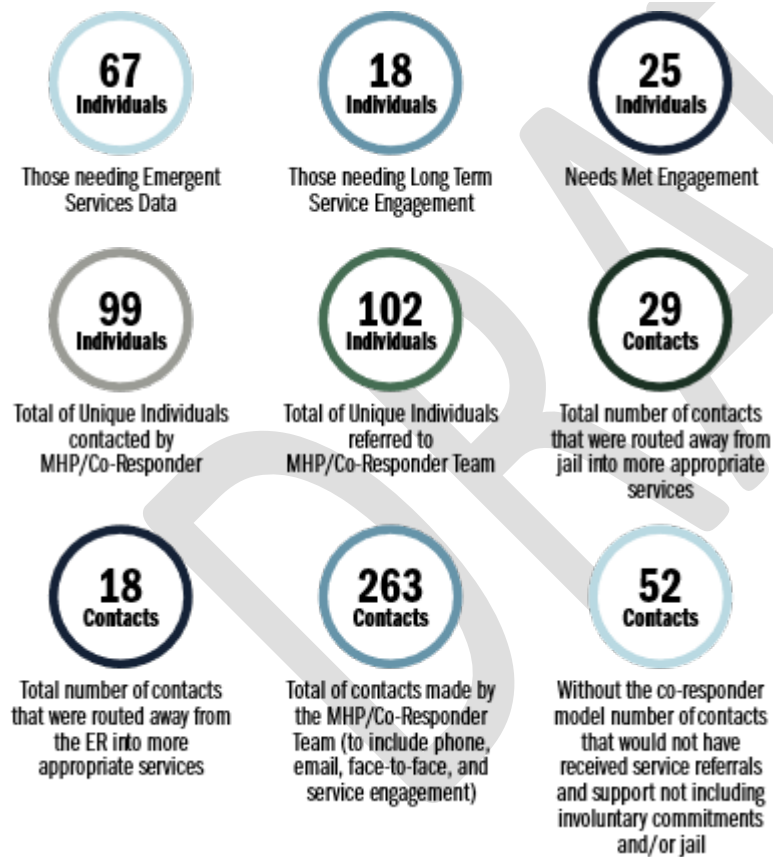 67
Individuals
Those needing Emergent
Services Data
18
Individuals
Those needing Long Term
Service Engagement
25
Individuals
Needs Met Engagement
99
Individuals
Total of Unique Individuals
contacted by
MHP/Co-Responder
102
Individuals
Total of Unique Individuals
referred to
MHP/Co-Responder Team
29
Contacts
Total number of contacts
that were routed away from
jail into more appropriate
services
18
Contacts
Total number of contacts
that were routed away from
the ER into more
appropriate services
263
Contacts
Total of contacts made by
the MHP/Co-Responder
Team (to include phone,
email, face-to-face, and
service engagement)
52
Contacts
Without the co-responder
model number of contacts
that would not have
received service referrals
and support not including
involuntary commitments
and/or jail